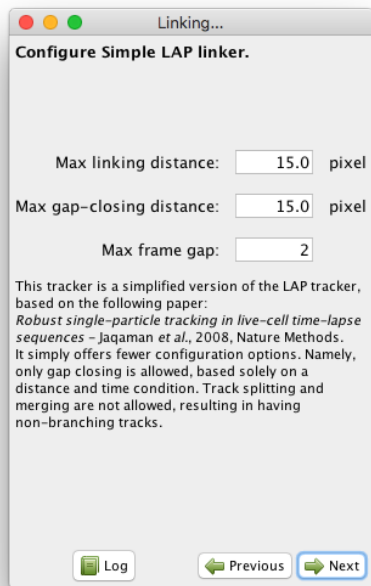 Linking...
Configure Simple LAP linker.
Max linking distance: 15.0 pixel
Max gap-closing distance: 15.0 pixel
Max frame gap: 2
This tracker is a simplified version of the LAP tracker,
based on the following paper:
Robust single-particle tracking in live-cell time-lapse
sequences - Jaqaman et al., 2008, Nature Methods.
It simply offers fewer configuration options. Namely,
only gap closing is allowed, based solely on a
distance and time condition. Track splitting and
merging are not allowed, resulting in having
non-branching tracks.
Log Previous Next